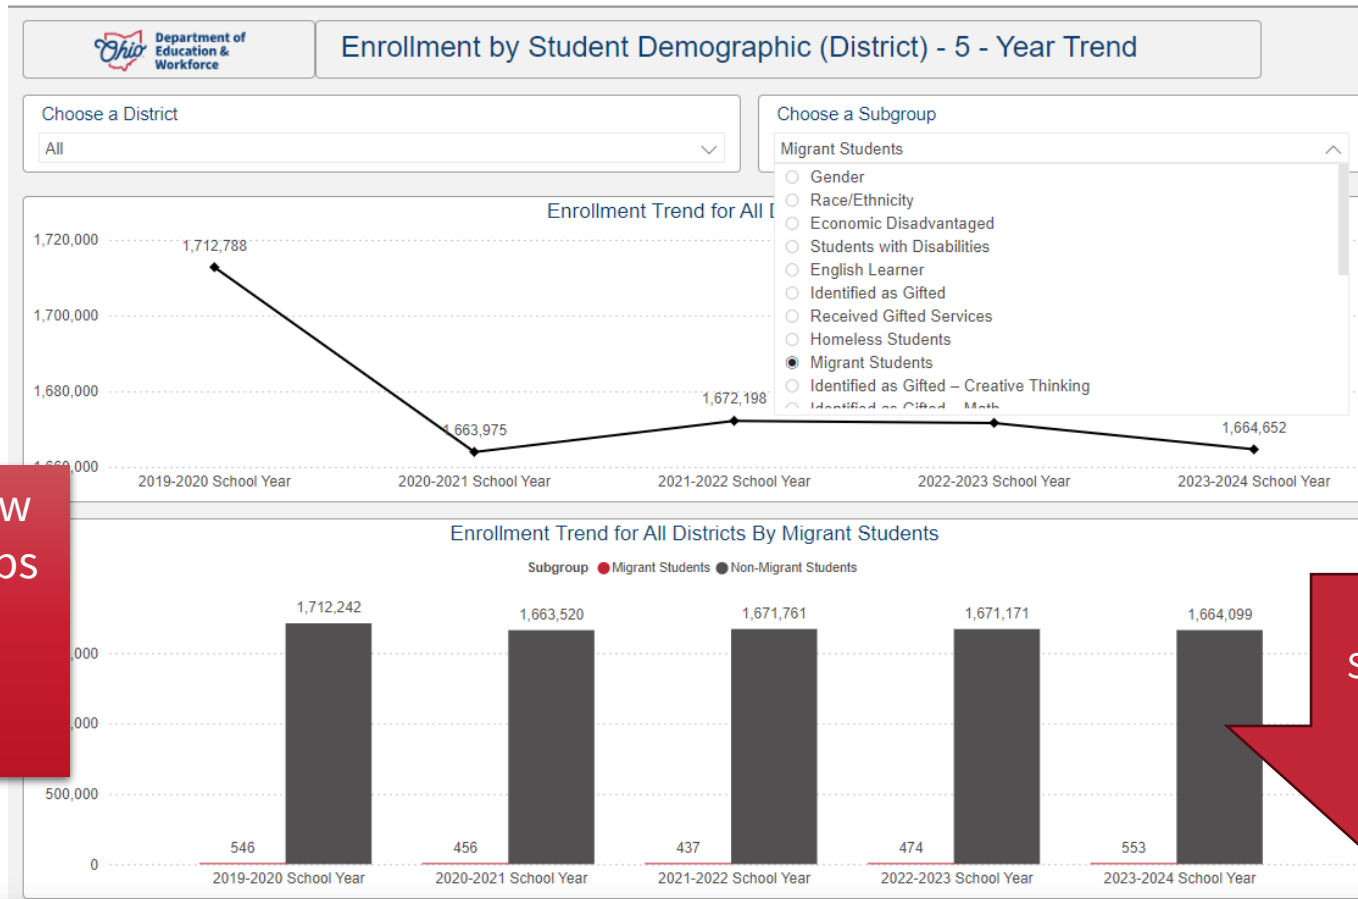 Ohio
Department of
Education &
Workforce
Enrollment by Student Demographic (District) - 5 - Year Trend
Choose a District
All
Choose a Subgroup
Migrant Students
Gender
Race/Ethnicity
Economic Disadvantaged
Students with Disabilities
English Learner
Identified as Gifted
Received Gifted Services
Homeless Students
Migrant Students
Identified as Gifted – Creative Thinking
Identified as Gifted – Math
Enrollment Trend for All
1,720,000
1,700,000
1,680,000
1,712,788
663,975
1,672,198
1,664,652
2019-2020 School Year
2020-2021 School Year
2021-2022 School Year
2022-2023 School Year
2023-2024 School Year
Enrollment Trend for All Districts By Migrant Students
Subgroup Migrant Students Non-Migrant Students
1,712,242
1,663,520
1,671,761
1,671,171
1,664,099
,000
,000
500,000
0
546
456
437
474
553
2019-2020 School Year
2020-2021 School Year
2021-2022 School Year
2022-2023 School Year
2023-2024 School Year